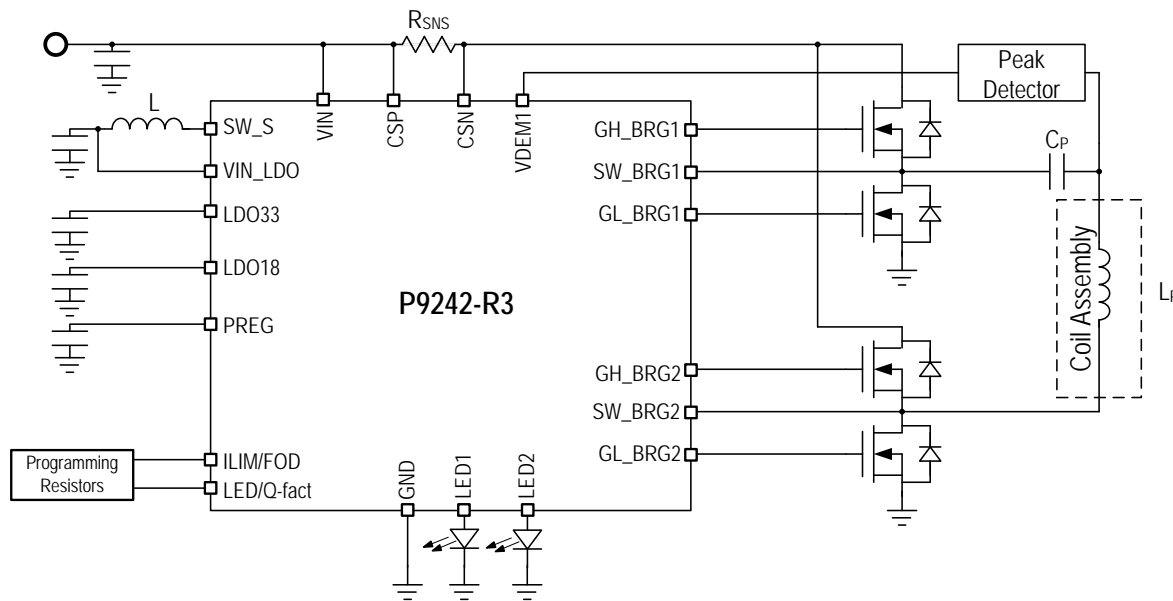 RSNS
Peak
Detector
L
SW_S
VIN
CSP
CSN
VDEM1
GH_BRG1
CP
VIN_LDO
SW_BRG1
LDO33
GL_BRG1
Coil Assembly
LDO18
P9242-R3
LP
PREG
GH_BRG2
SW_BRG2
Programming
Resistors
ILIM/FOD
GL_BRG2
LED/Q-fact
GND
LED1
LED2